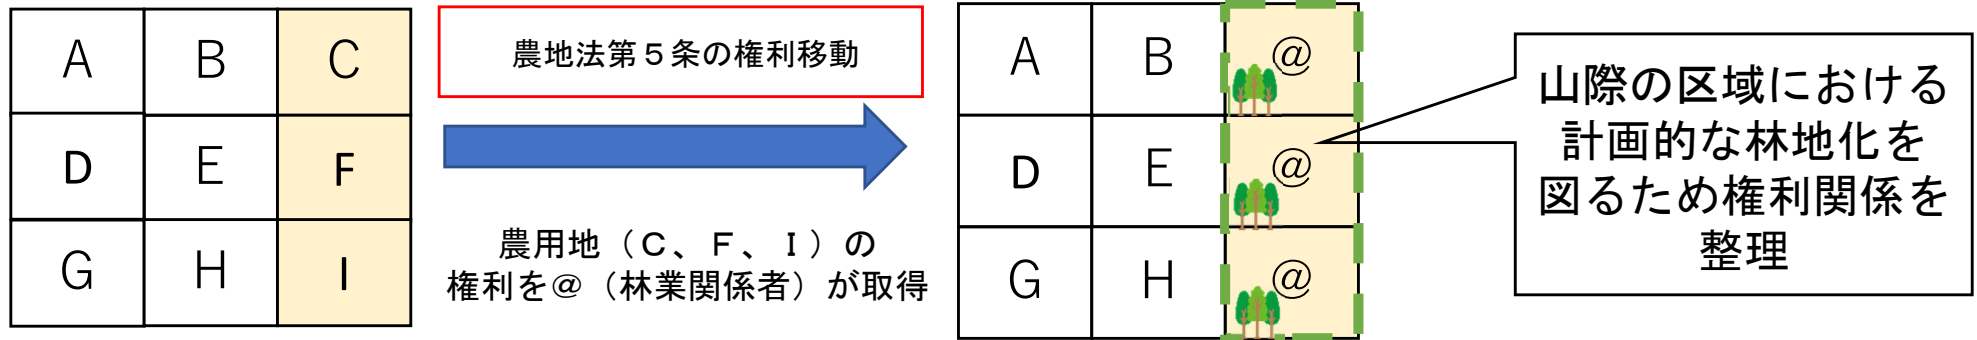 A B C
D E F
G H I
農地法第５条の権利移動
農用地（Ｃ、Ｆ、Ｉ）の
権利を＠（林業関係者）が取得
A B @
D E @
G H @
山際の区域における
計画的な林地化を
図るため権利関係を
整理